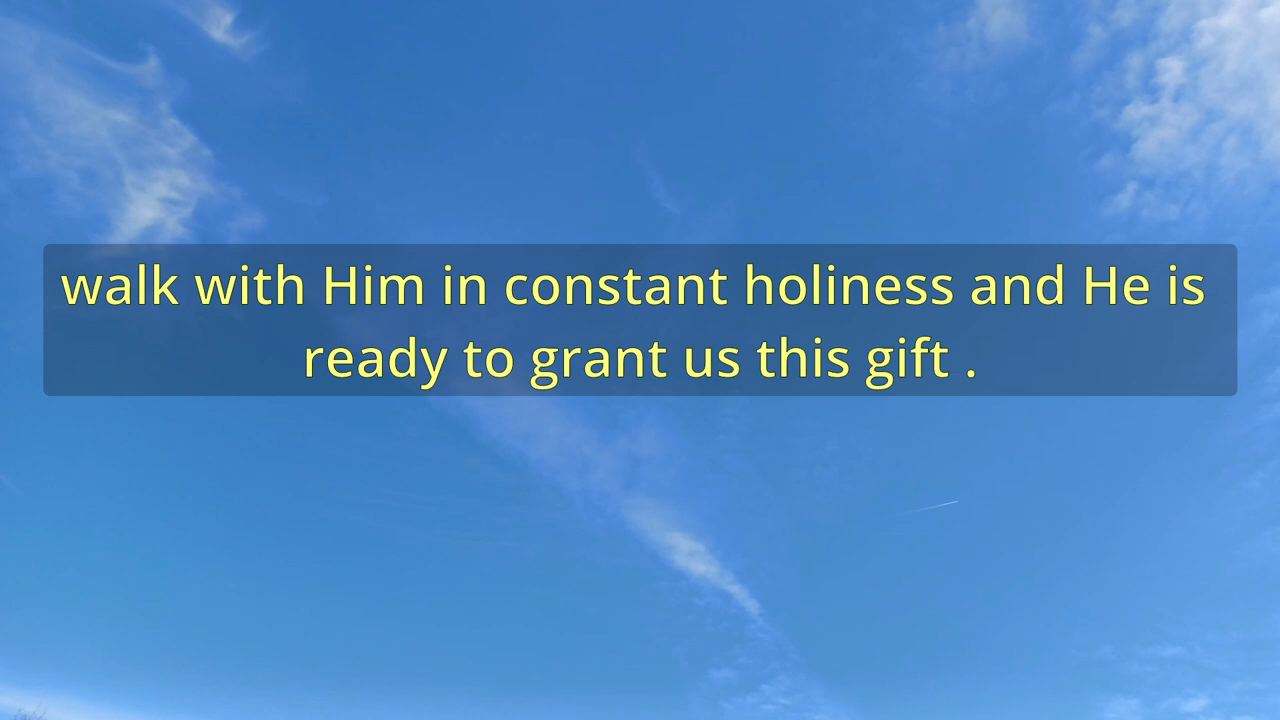 walk with Him in constant holiness and He is
ready to grant us this gift .